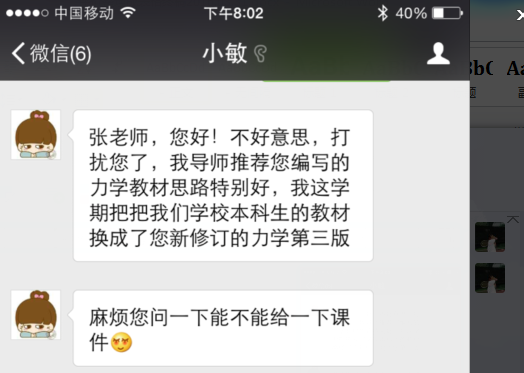 中国移动 下午8:02 40%
微信(6) 小敏
张老师，您好！不好意思，打
扰您了，我导师推荐您编写的
力学教材思路特别好，我这学
期把把我们学校本科生的教材
换成了您新修订的力学第三版
麻烦您问一下能不能给一下课
件😍